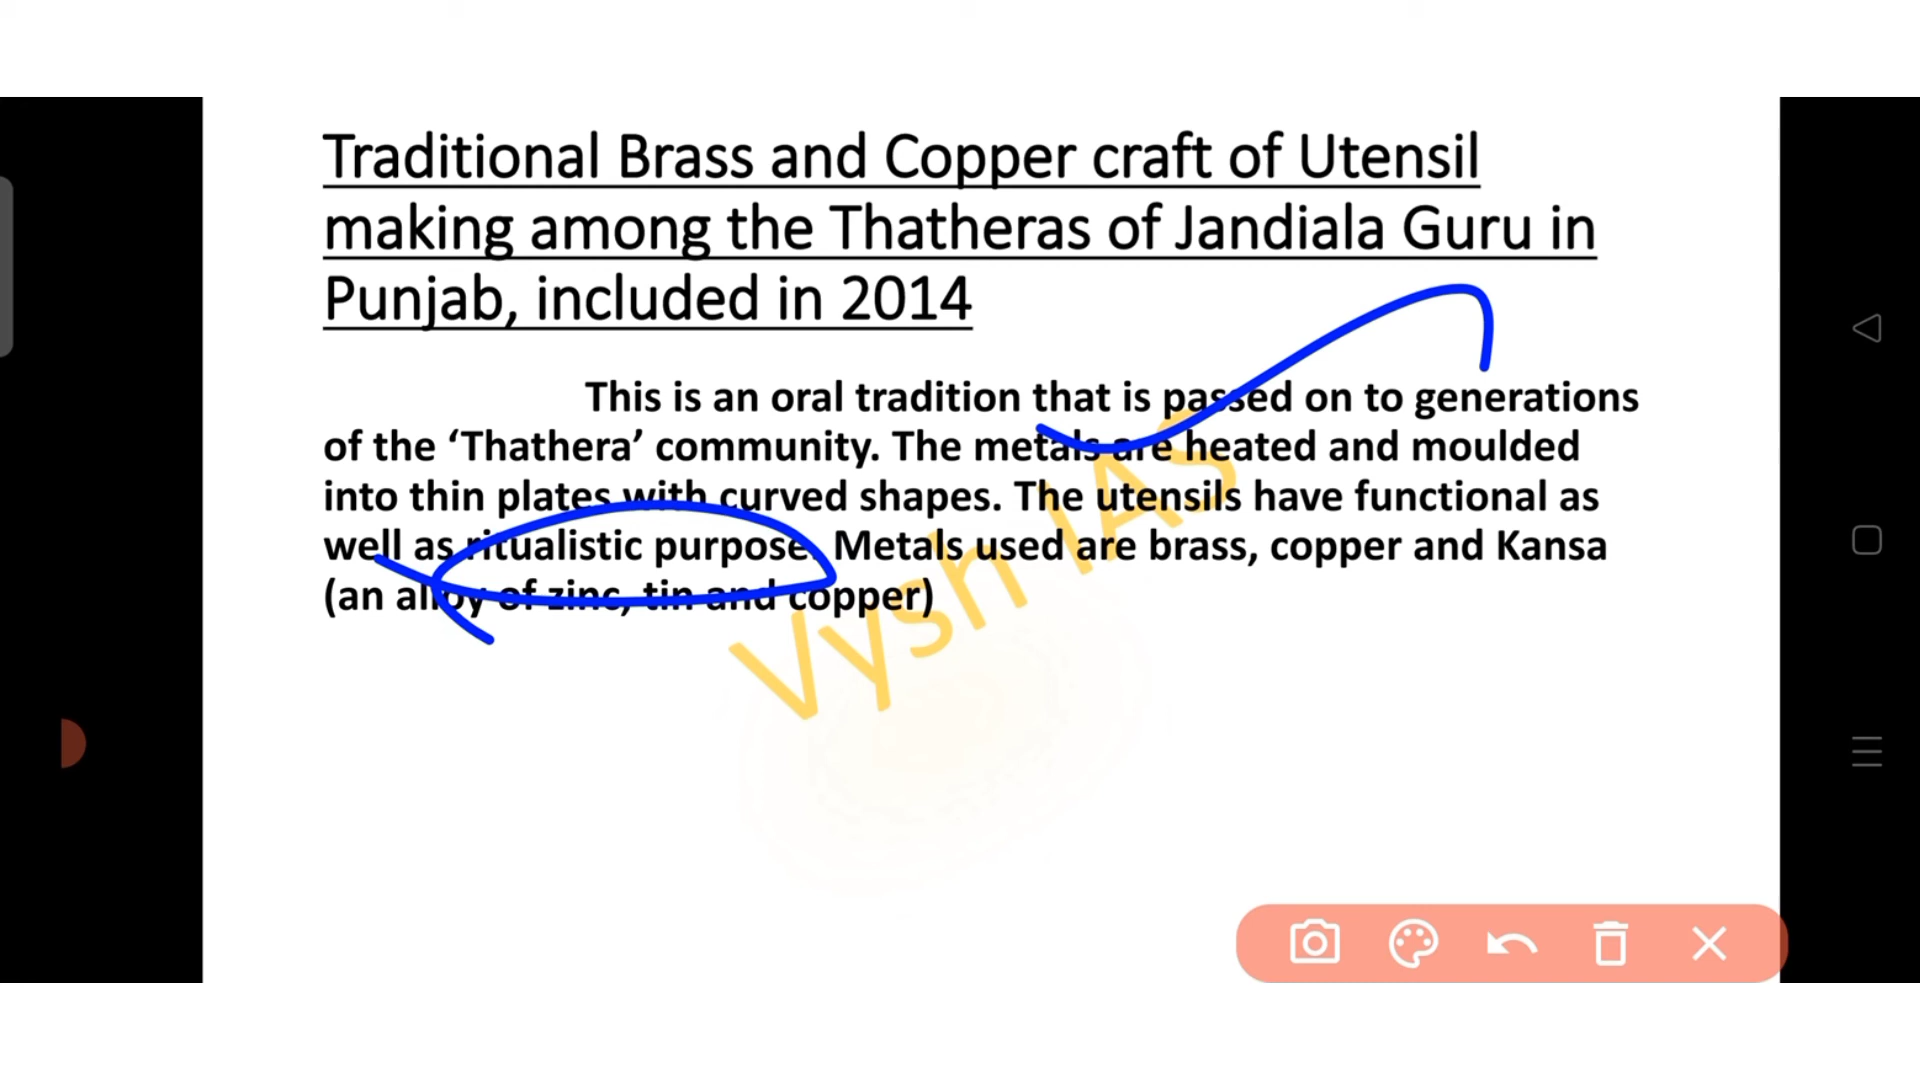 Traditional Brass and Copper craft of Utensil
making among the Thatheras of Jandiala Guru in
Punjab, included in 2014
This is an oral tradition that is passed on to generations
of the ‘Thathera’ community. The metals are heated and moulded
into thin plates with curved shapes. The utensils have functional as
well as ritualistic purpose. Metals used are brass, copper and Kansa
(an alloy of zinc, tin and copper)
Vysh IAS